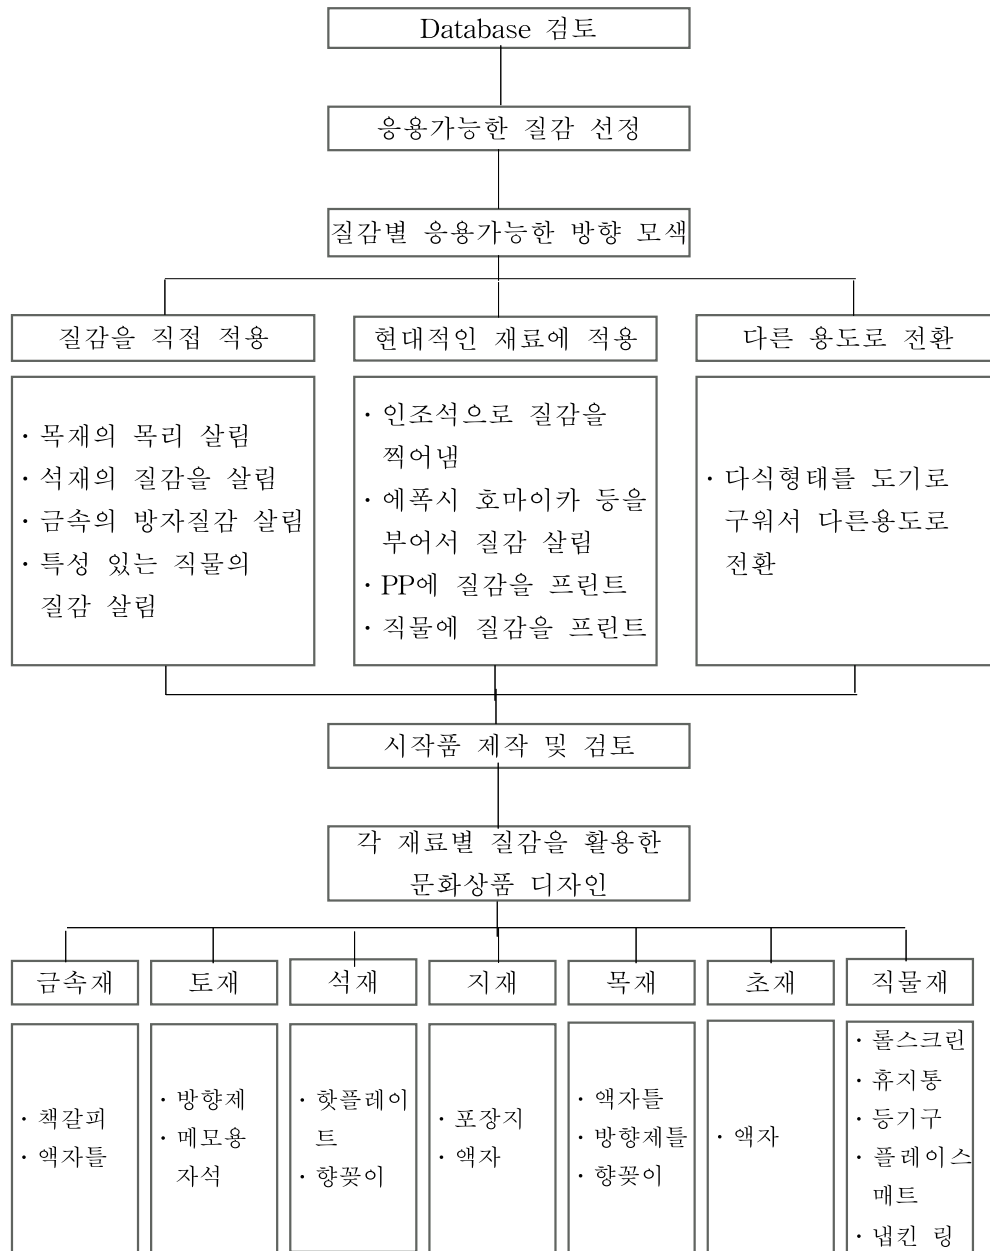 Database 검토
응용가능한 질감 선정
질감별 응용가능한 방향 모색
질감을 직접 적용
· 목재의 목리 살림
· 석재의 질감을 살림
· 금속의 방자질감 살림
· 특성 있는 직물의
질감 살림
현대적인 재료에 적용
· 인조석으로 질감을
찍어냄
· 에폭시 호마이카 등을
부어서 질감 살림
· PP에 질감을 프린트
· 직물에 질감을 프린트
다른 용도로 전환
· 다식형태를 도기로
구워서 다른용도로
전환
시작품 제작 및 검토
각 재료별 질감을 활용한
문화상품 디자인
금속재
· 책갈피
· 액자틀
토재
· 방향제
· 메모용
자석
석재
· 핫플레이
트
· 향꽂이
지재
· 포장지
· 액자
목재
· 액자틀
· 방향제틀
· 향꽂이
초재
· 액자
직물재
· 롤스크린
· 휴지통
· 등기구
· 플레이스
매트
· 냅킨 링